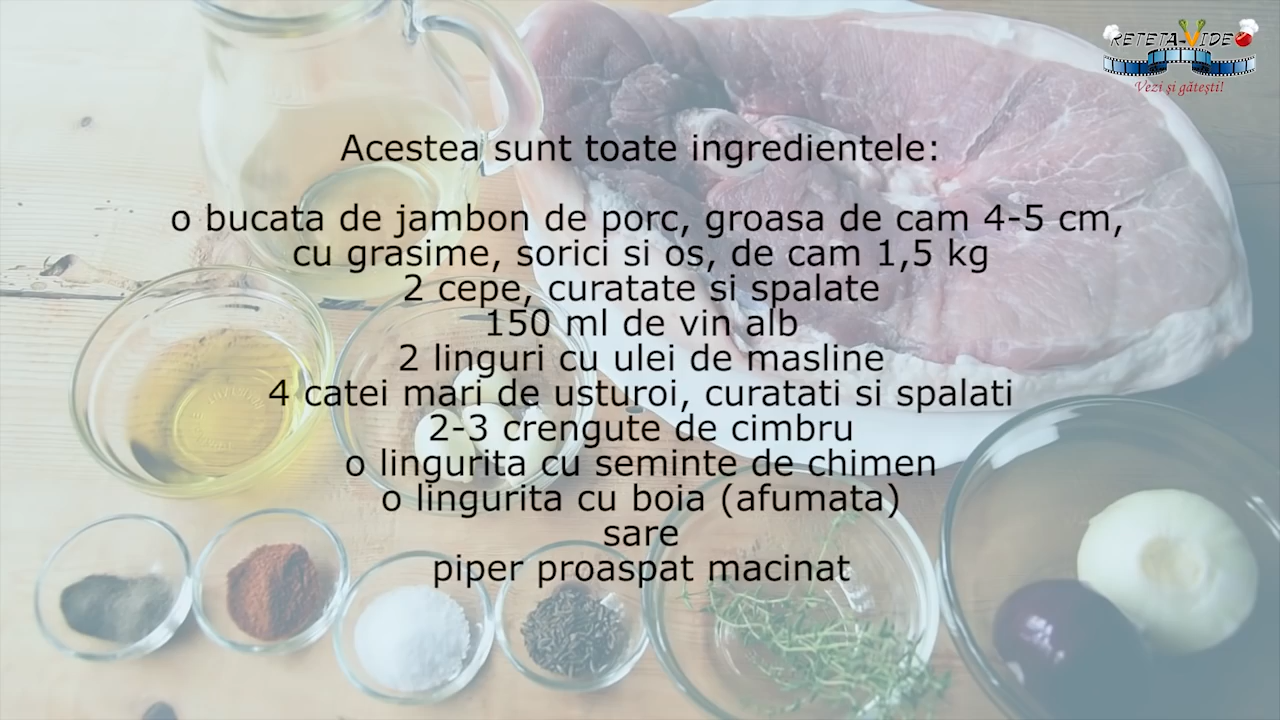 RETETA-VIDEO
Vezi și gătești!
Acestea sunt toate ingredientele:
o bucata de jambon de porc, groasa de cam 4-5 cm,
cu grasime, sorici si os, de cam 1,5 kg
2 cepe, curatate si spalate
150 ml de vin alb
2 linguri cu ulei de masline
4 catei mari de usturoi, curatati si spalati
2-3 crengute de cimbru
o lingurita cu seminte de chimen
o lingurita cu boia (afumata)
sare
piper proaspat macinat